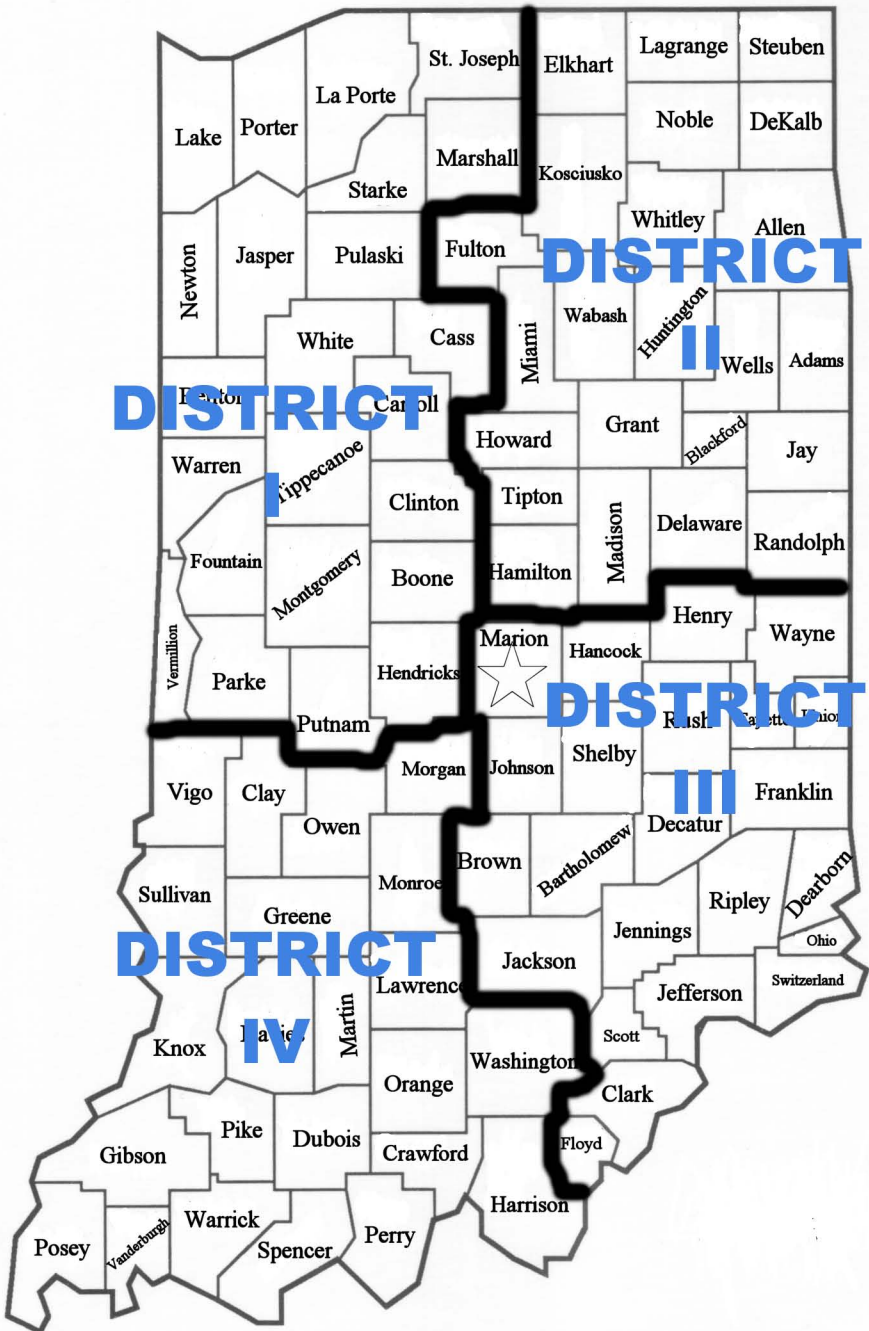 St. Joseph
Elkhart
Lagrange
Steuben
La Porte
Lake
Porter
Noble
DeKalb
Marshall
Kosciusko
Starke
Whitley
Allen
Newton
Jasper
Pulaski
Fulton
DISTRICT
II
White
Cass
Miami
Wabash
Huntington
Wells
Adams
DISTRICT
I
Benton
Carroll
Howard
Grant
Blackford
Jay
Warren
Tippecanoe
Clinton
Tipton
Madison
Delaware
Randolph
Fountain
Montgomery
Boone
Hamilton
Henry
Wayne
Vermillion
Parke
Putnam
Hendricks
Marion
Hancock
DISTRICT
III
Rush
Fayette
Union
Vigo
Clay
Owen
Morgan
Johnson
Shelby
Decatur
Franklin
Sullivan
Greene
Monroe
Brown
Bartholomew
Jennings
Ripley
Dearborn
Ohio
Switzerland
DISTRICT
IV
Lawrence
Jackson
Jefferson
Scott
Knox
Martin
Orange
Washington
Clark
Floyd
Gibson
Pike
Dubois
Crawford
Harrison
Posey
Vanderburgh
Warrick
Spencer
Perry